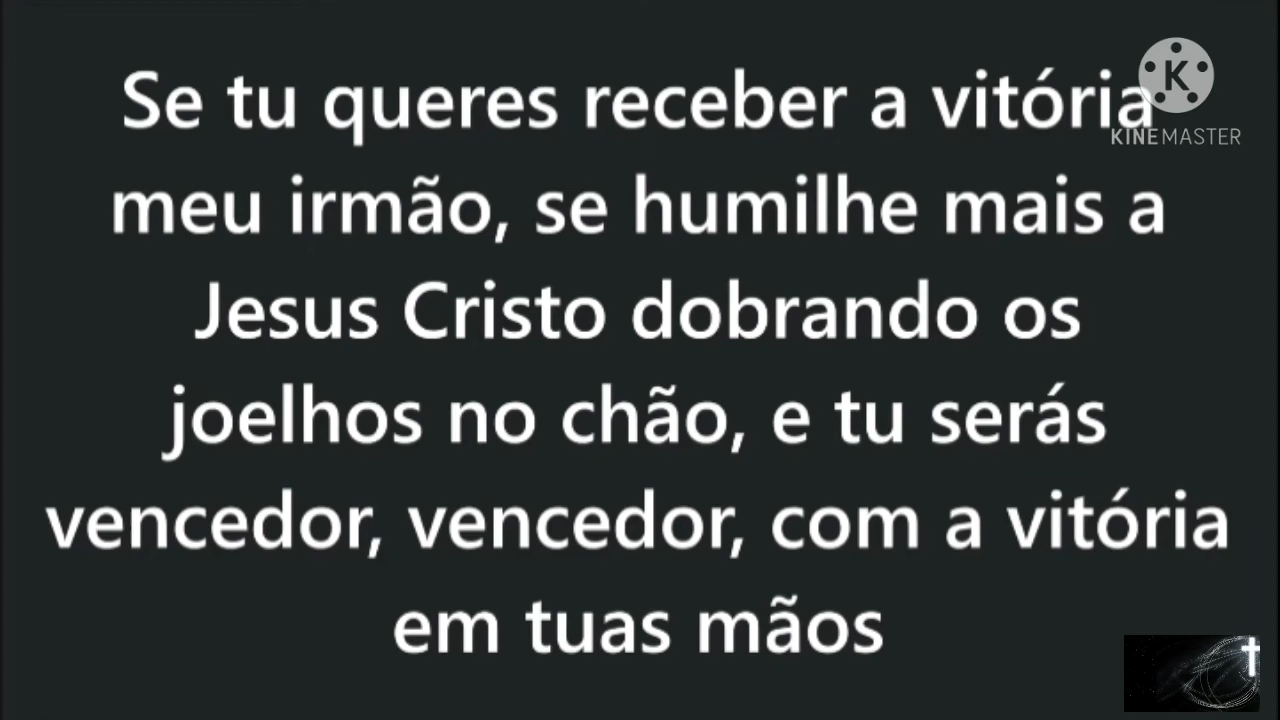 Se tu queres receber a vitória
KINEMASTER
meu irmão, se humilhe mais a
Jesus Cristo dobrando os
joelhos no chão, e tu serás
vencedor, vencedor, com a vitória
em tuas mãos